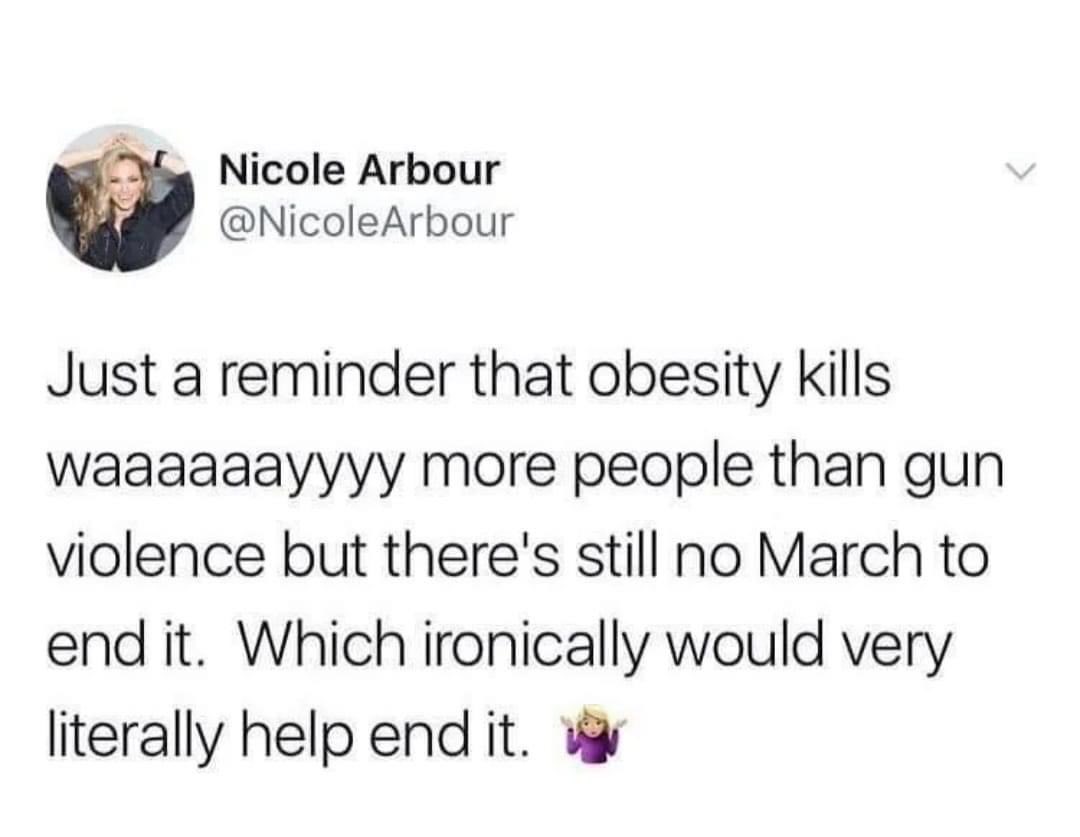 Nicole Arbour
@NicoleArbour
Just a reminder that obesity kills
waaaaaayyyy more people than gun
violence but there's still no March to
end it.  Which ironically would very
literally help end it. 🤷🏼‍♀️